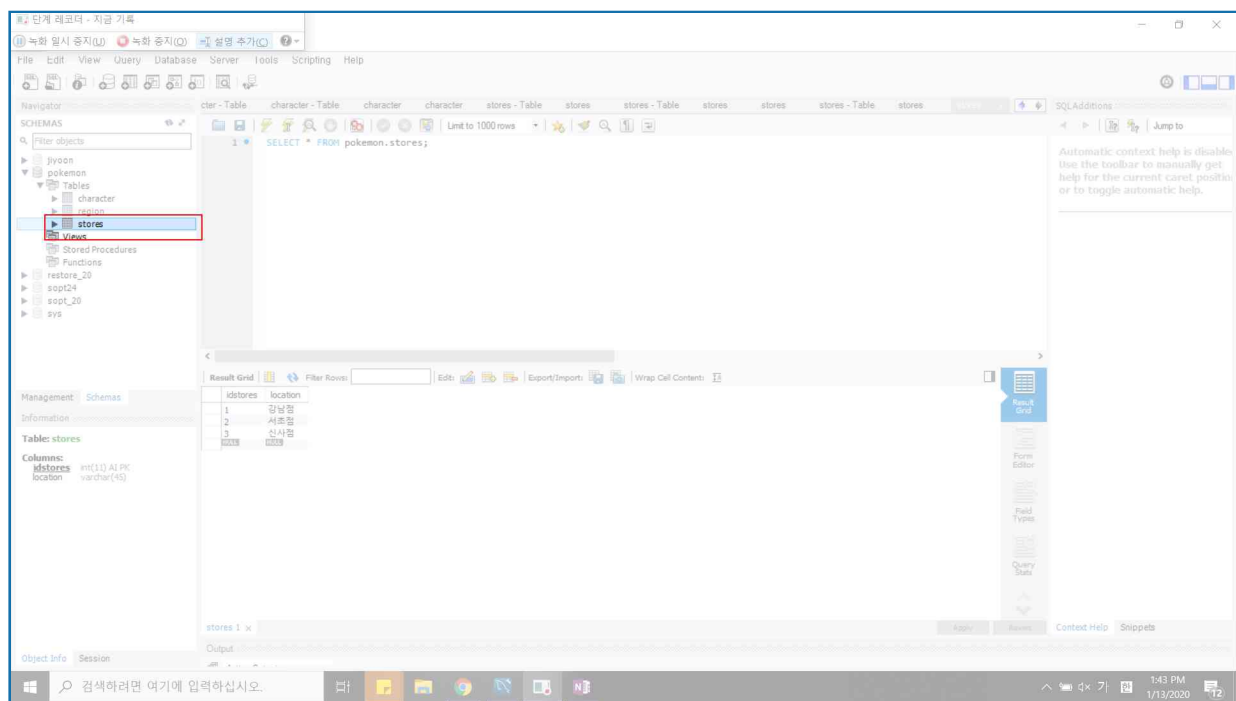 단계 레코더 - 지금 기록
녹화 일시 중지(U) 녹화 중지(O) 설명 추가(C)
File Edit View Query Database Server Tools Scripting Help
Navigator
cter - Table character - Table character character stores - Table stores stores - Table stores stores stores - Table stores
SQLAdditions
SCHEMAS
Limit to 1000 rows
Jump to
Filter objects
1 SELECT * FROM pokemon.stores;
jiyoon
pokemon
Tables
character
region
stores
Views
Stored Procedures
Functions
restore_20
sopt24
sopt_20
sys
Automatic context help is disabled
Use the toolbar to manually get
help for the current caret positio
or to toggle automatic help.
Result Grid Filter Rows: Edit: Export/Import: Wrap Cell Content:
idstores location
1 강남점
2 서초점
3 신사점
NULL NULL
Result
Grid
Form
Editor
Field
Types
Query
Stats
Management Schemas
Information
Table: stores
Columns:
idstores int(11) AI PK
location varchar(45)
stores 1
Apply Revert
Context Help Snippets
Output
Object Info Session
검색하려면 여기에 입력하십시오.
가 한
1:43 PM
1/13/2020
12